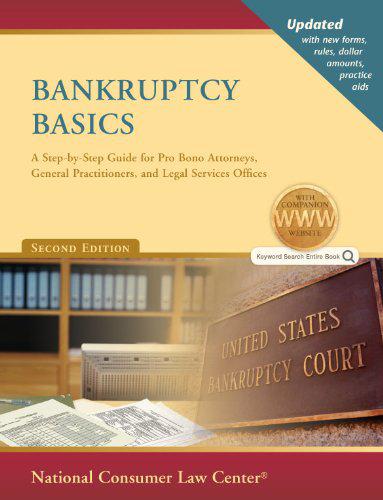 Updated
with new forms,
rules, dollar
amounts,
practice
aids
BANKRUPTCY
BASICS
A Step-by-Step Guide for Pro Bono Attorneys,
General Practitioners, and Legal Services Offices
WITH COMPANION
WWW
WEBSITE
Keyword Search Entire Book
SECOND EDITION
UNITED STATES
BANKRUPTCY COURT
National Consumer Law Center®